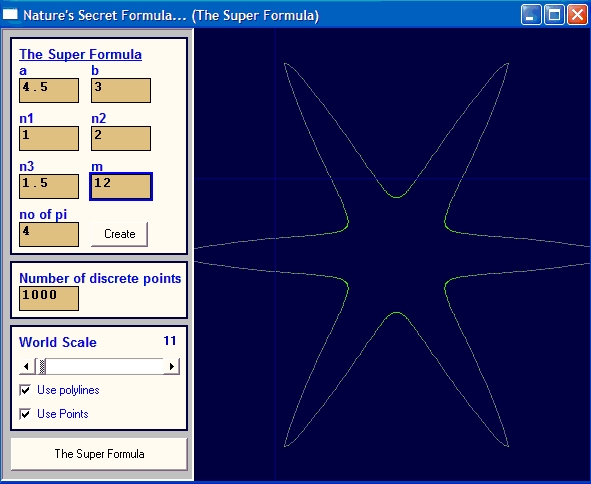 Nature's Secret Formula... (The Super Formula)
The Super Formula
a b
4.5 3
n1 n2
1 2
n3 m
1.5 12
no of pi
4 Create
Number of discrete points
1000
World Scale 11
Use polylines
Use Points
The Super Formula